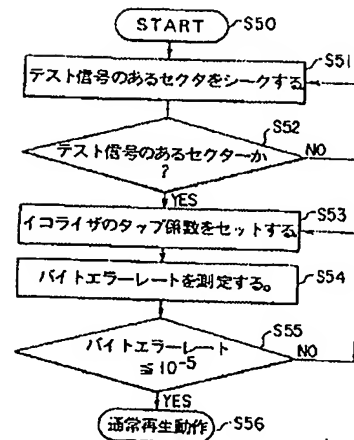 START
S50
S51
テスト信号のあるセクタをシークする
S52
テスト信号のあるセクターか
?
NO
YES
S53
イコライザのタップ係数をセットする
S54
バイトエラーレートを測定する。
S55
バイトエラーレート
≦10-5
NO
YES
通常再生動作
S56